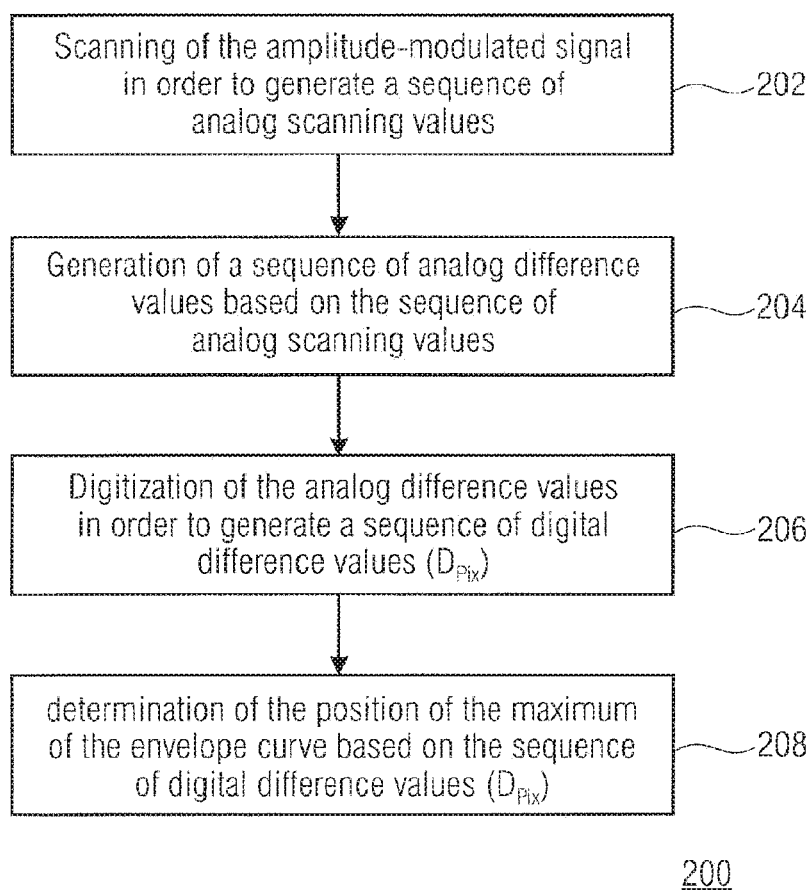 Scanning of the amplitude-modulated signal
in order to generate a sequence of
analog scanning values
202
Generation of a sequence of analog difference
values based on the sequence of
analog scanning values
204
Digitization of the analog difference values
in order to generate a sequence of digital
difference values (D_Pix)
206
determination of the position of the maximum
of the envelope curve based on the sequence
of digital difference values (D_Pix)
208
200